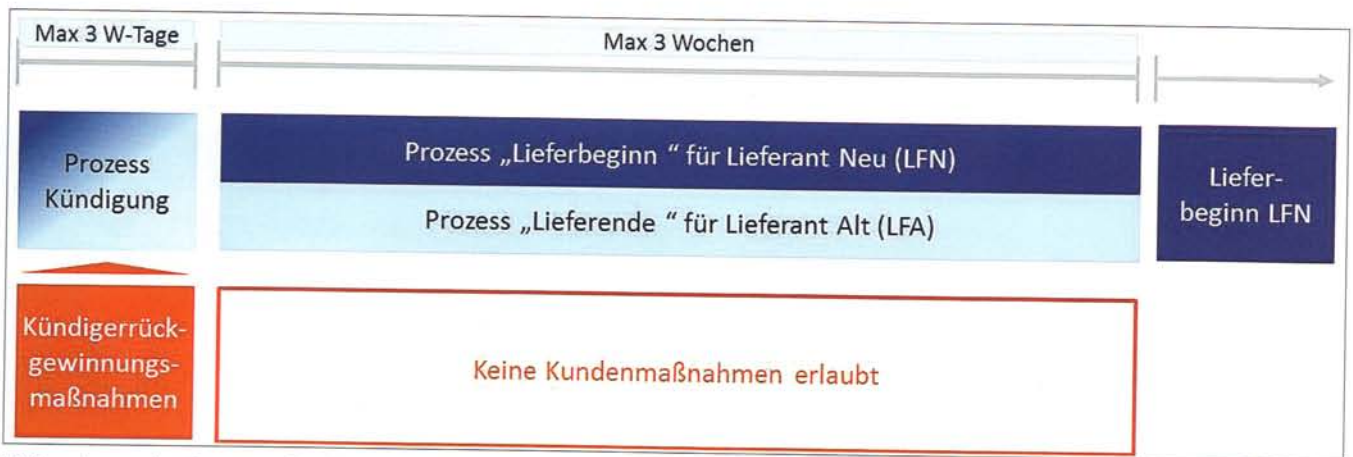 Max 3 W-Tage
Max 3 Wochen
Prozess
Kündigung
Prozess „Lieferbeginn “ für Lieferant Neu (LFN)
Prozess „Lieferende “ für Lieferant Alt (LFA)
Liefer-
beginn LFN
Kündigerrück-
gewinnungs-
maßnahmen
Keine Kundenmaßnahmen erlaubt